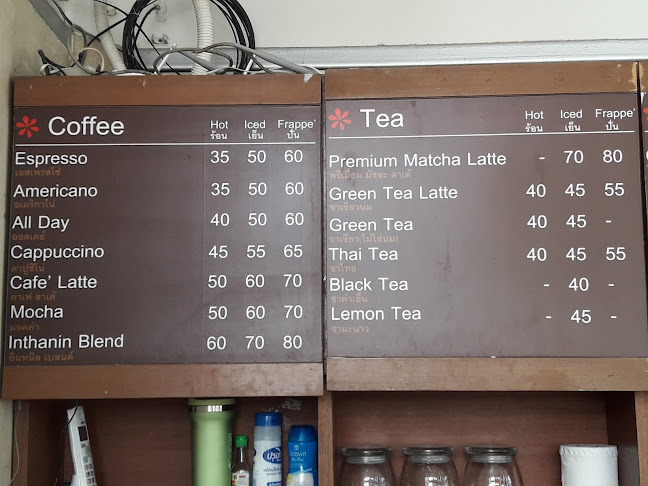 Coffee Hot Iced Frappe'
ร้อน เย็น ปั่น
Espresso 35 50 60
เอสเพรสโซ่
Americano 35 50 60
อเมริกาโน่
All Day 40 50 60
ออลเดย์
Cappuccino 45 55 65
คาปูชิโน่
Cafe' Latte 50 60 70
คาเฟ่ ลาเต้
Mocha 50 60 70
มอคค่า
Inthanin Blend 60 70 80
อินทนิล เบลนด์
Tea Hot Iced Frappe'
ร้อน เย็น ปั่น
Premium Matcha Latte - 70 80
พรีเมี่ยม มัชชะ ลาเต้
Green Tea Latte 40 45 55
ชาเขียวนม
Green Tea 40 45 -
ชาเขียว(ไม่ใส่นม)
Thai Tea 40 45 55
ชาไทย
Black Tea - 40 -
ชาดำเย็น
Lemon Tea - 45 -
ชามะนาว